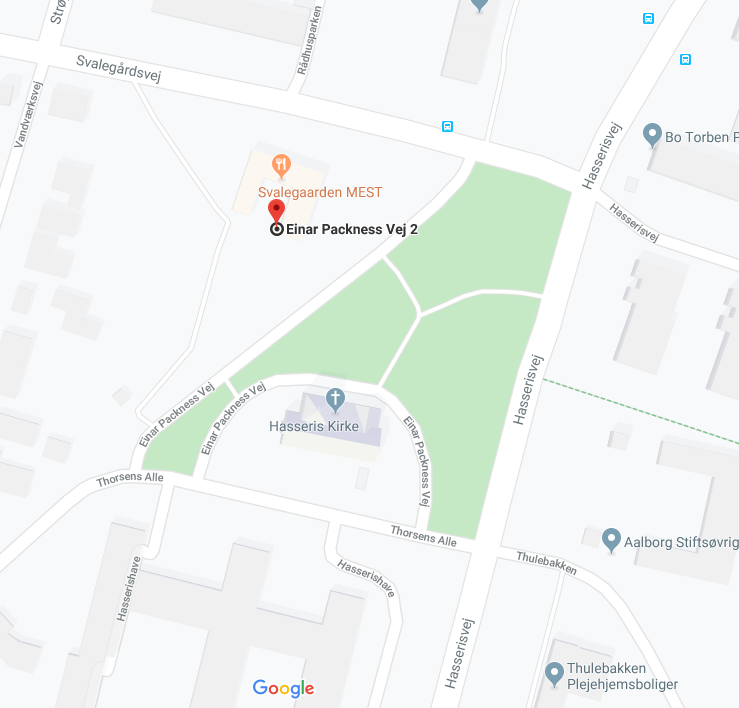 Strø
Rådhusparken
Svalegårdsvej
Vandværksvej
Hasserisvej
Bo Torben P
Svalegaarden MEST
Einar Packness Vej 2
Hasserisvej
Hasserisvej
Einar Packness Vej
Einar Packness Vej
Hasseris Kirke
Einar Packness Vej
Thorsens Alle
Thorsens Alle
Aalborg Stiftsøvrig
Thulebakken
Hasserishave
Hasserishave
Hasserisvej
Thulebakken
Plejehjemsboliger
Google